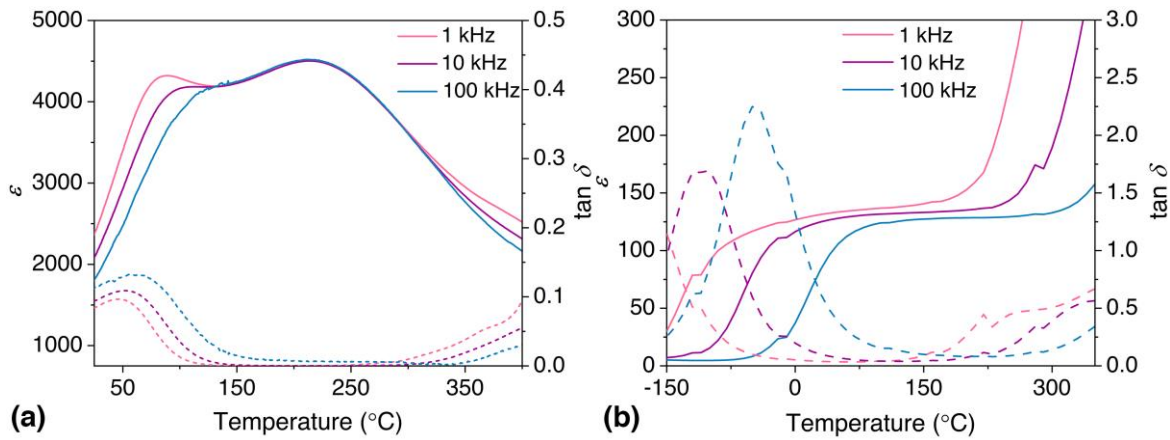 5000
4000
3000
2000
1000
ε
0.5
0.4
0.3
0.2
0.1
0.0
tan δ
1 kHz
10 kHz
100 kHz
50
150
250
350
Temperature (°C)
(a)
300
250
200
150
100
50
0
ε
3.0
2.5
2.0
1.5
1.0
0.5
0.0
tan δ
1 kHz
10 kHz
100 kHz
-150
0
150
300
Temperature (°C)
(b)